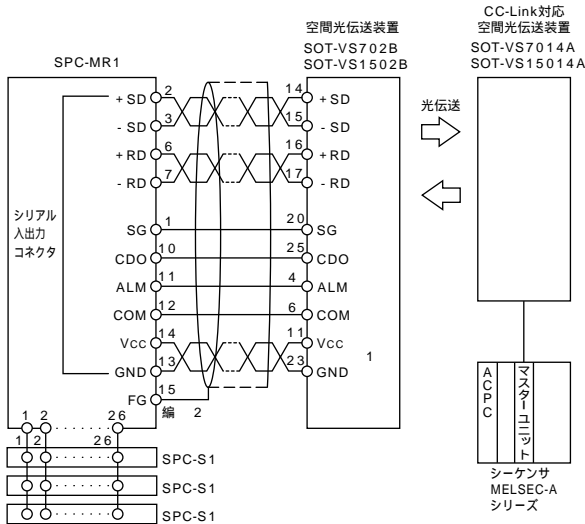 CC-Link対応
空間光伝送装置
SOT-VS7014A
SOT-VS15014A
空間光伝送装置
SOT-VS702B
SOT-VS1502B
SPC-MR1
光伝送
シリアル
入出力
コネクタ
+SD 2 14 +SD
-SD 3 15 -SD
+RD 6 16 +RD
-RD 7 17 -RD
SG 1 20 SG
CDO 10 25 CDO
ALM 11 4 ALM
COM 12 6 COM
Vcc 14 11 Vcc
GND 13 23 GND
1
FG 15
編 2
1 2 ······· 26
1 2 ······· 26
SPC-S1
SPC-S1
SPC-S1
ACPC
マスターユニット
シーケンサ
MELSEC-A
シリーズ